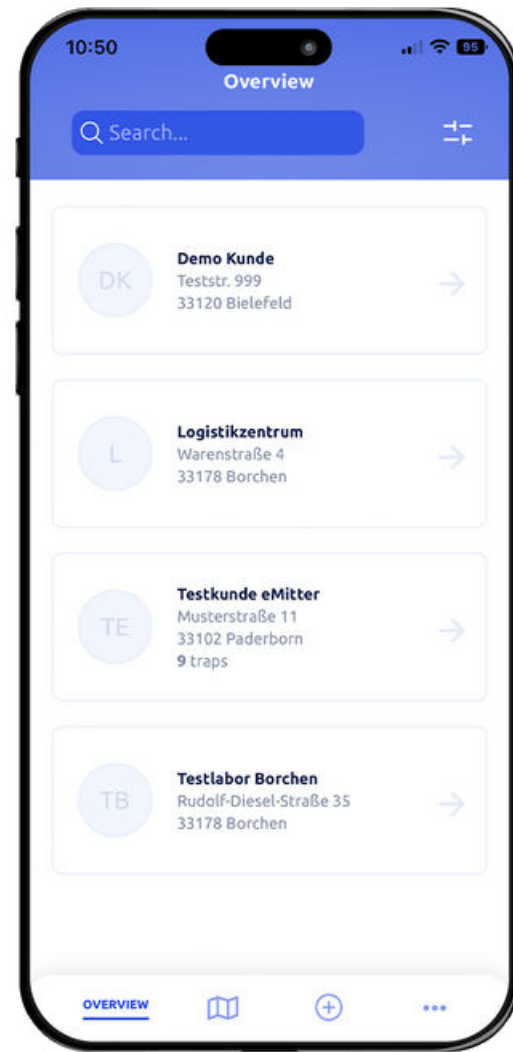 10:50
95
Overview
Search...
DK
Demo Kunde
Teststr. 999
33120 Bielefeld
L
Logistikzentrum
Warenstraße 4
33178 Borchen
TE
Testkunde eMitter
Musterstraße 11
33102 Paderborn
9 traps
TB
Testlabor Borchen
Rudolf-Diesel-Straße 35
33178 Borchen
OVERVIEW